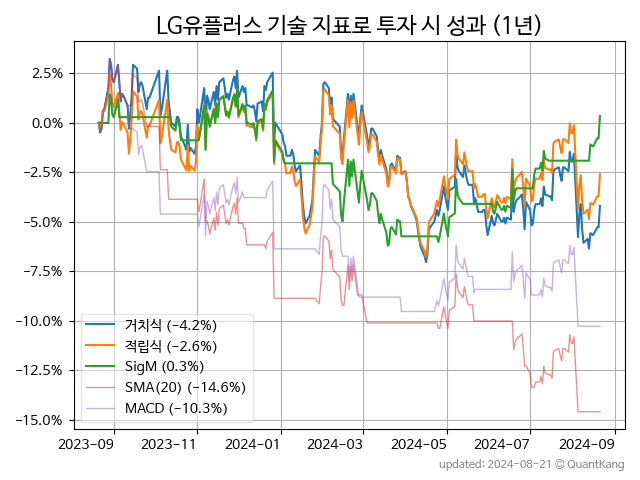 LG유플러스 기술 지표로 투자 시 성과 (1년)
2.5%
0.0%
−2.5%
−5.0%
−7.5%
−10.0%
−12.5%
−15.0%
거치식 (−4.2%)
적립식 (−2.6%)
SigM (0.3%)
SMA(20) (−14.6%)
MACD (−10.3%)
2023-09 2023-11 2024-01 2024-03 2024-05 2024-07 2024-09
updated: 2024-08-21 © QuantKang